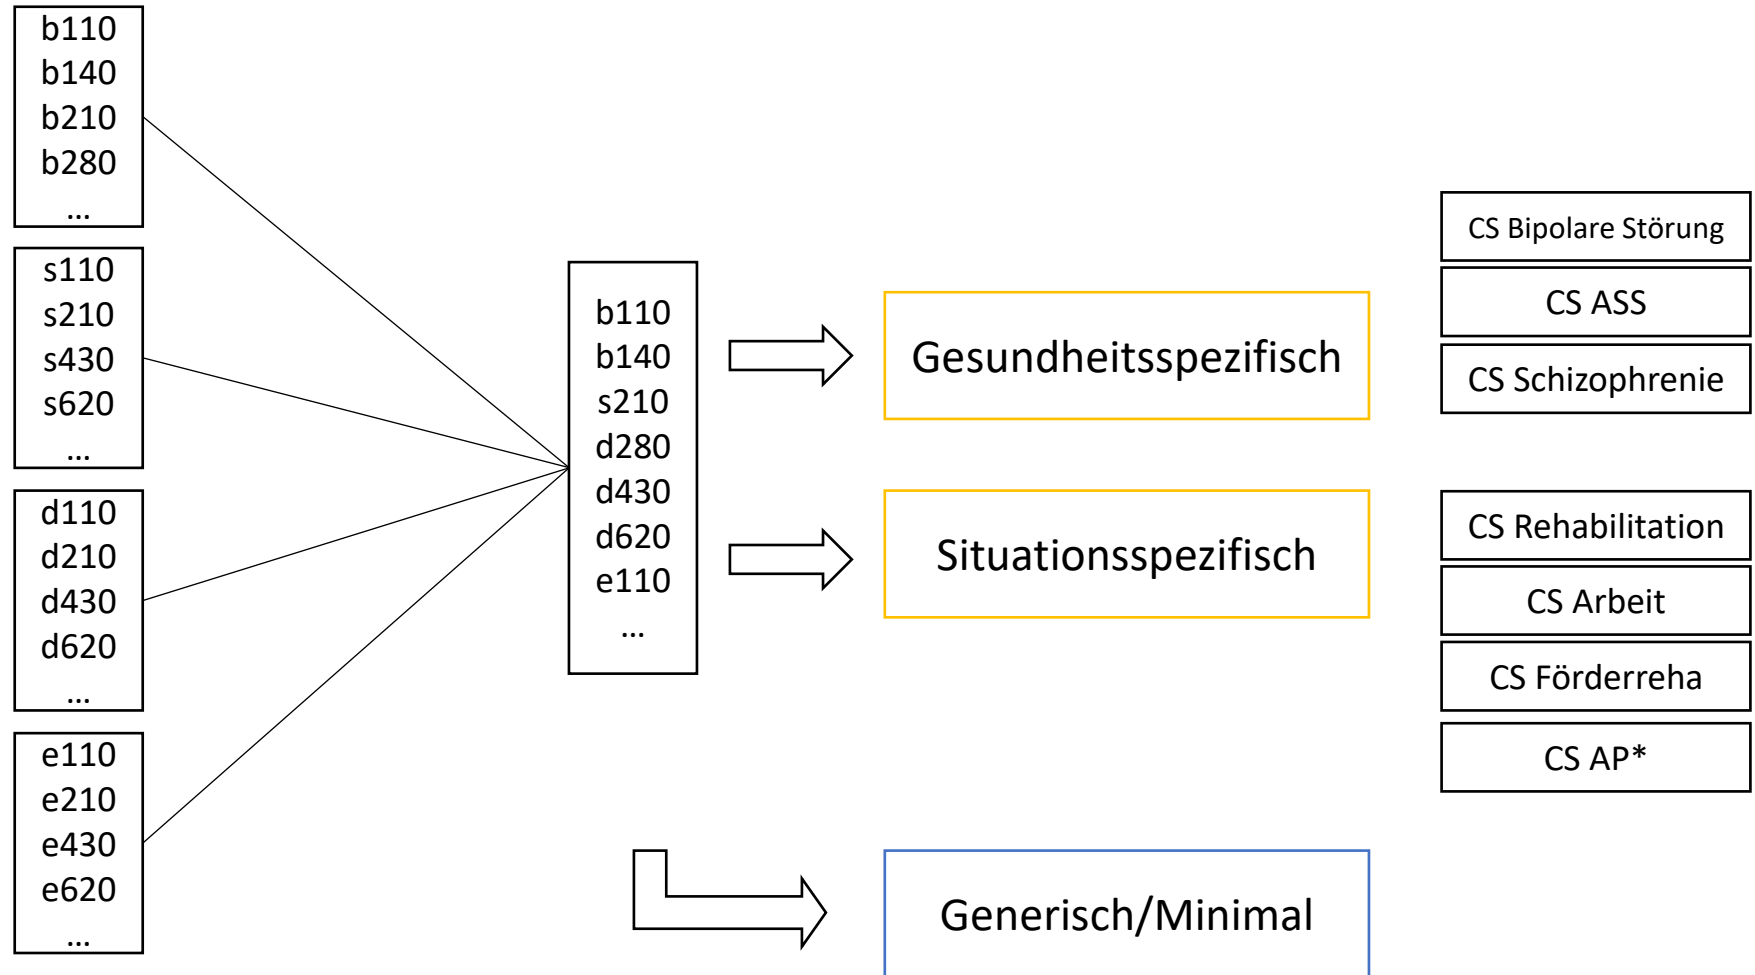 b110
b140
b210
b280
...
s110
s210
s430
s620
...
d110
d210
d430
d620
...
e110
e210
e430
e620
...
b110
b140
s210
d280
d430
d620
e110
...
Gesundheitsspezifisch
Situationsspezifisch
Generisch/Minimal
CS Bipolare Störung
CS ASS
CS Schizophrenie
CS Rehabilitation
CS Arbeit
CS Förderreha
CS AP*